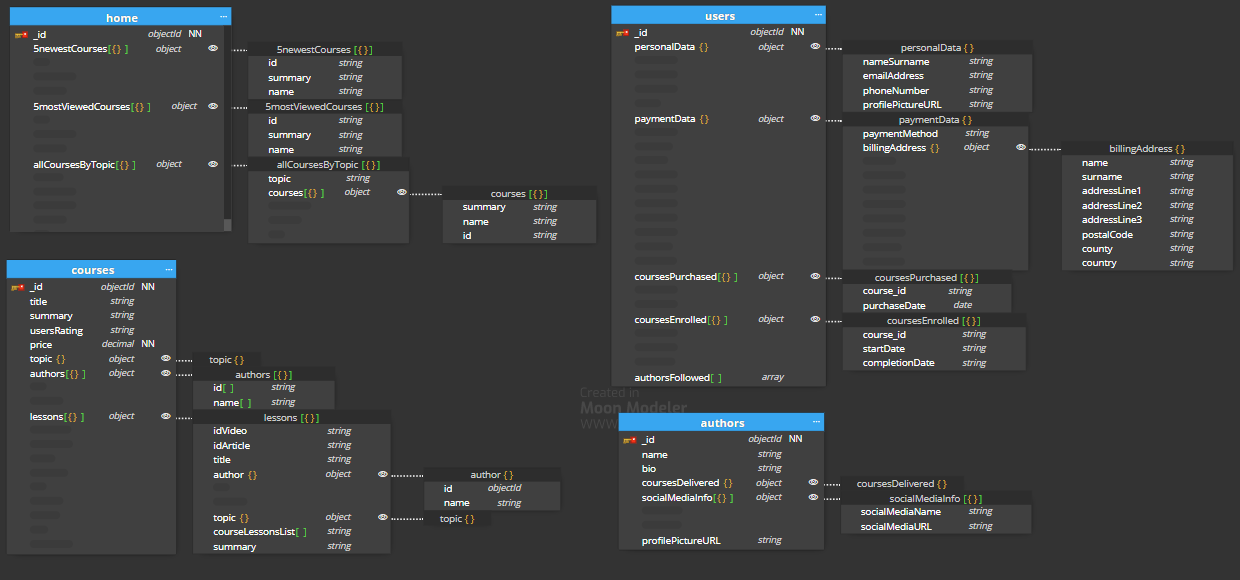 home ...
_id objectId NN
5newestCourses[{} ] object
5mostViewedCourses[{} ] object
allCoursesByTopic[{} ] object
5newestCourses [{}]
id string
summary string
name string
5mostViewedCourses [{}]
id string
summary string
name string
allCoursesByTopic [{}]
topic string
courses[{} ] object
courses [{}]
summary string
name string
id string
users ...
_id objectId NN
personalData {} object
paymentData {} object
coursesPurchased[{} ] object
coursesEnrolled[{} ] object
authorsFollowed[ ] array
personalData {}
nameSurname string
emailAddress string
phoneNumber string
profilePictureURL string
paymentData {}
paymentMethod string
billingAddress {} object
billingAddress {}
name string
surname string
addressLine1 string
addressLine2 string
addressLine3 string
postalCode string
county string
country string
coursesPurchased [{}]
course_id string
purchaseDate date
coursesEnrolled [{}]
course_id string
startDate string
completionDate string
courses ...
_id objectId NN
title string
summary string
usersRating string
price decimal NN
topic {} object
authors[{} ] object
lessons[{} ] object
topic {}
authors [{}]
id[ ] string
name[ ] string
lessons [{}]
idVideo string
idArticle string
title string
author {} object
topic {} object
courseLessonsList[ ] string
summary string
author {}
id objectId
name string
topic {}
Created in
Moon Modeler
WWW
authors ...
_id objectId NN
name string
bio string
coursesDelivered {} object
socialMediaInfo[{} ] object
profilePictureURL string
coursesDelivered {}
socialMediaInfo [{}]
socialMediaName string
socialMediaURL string